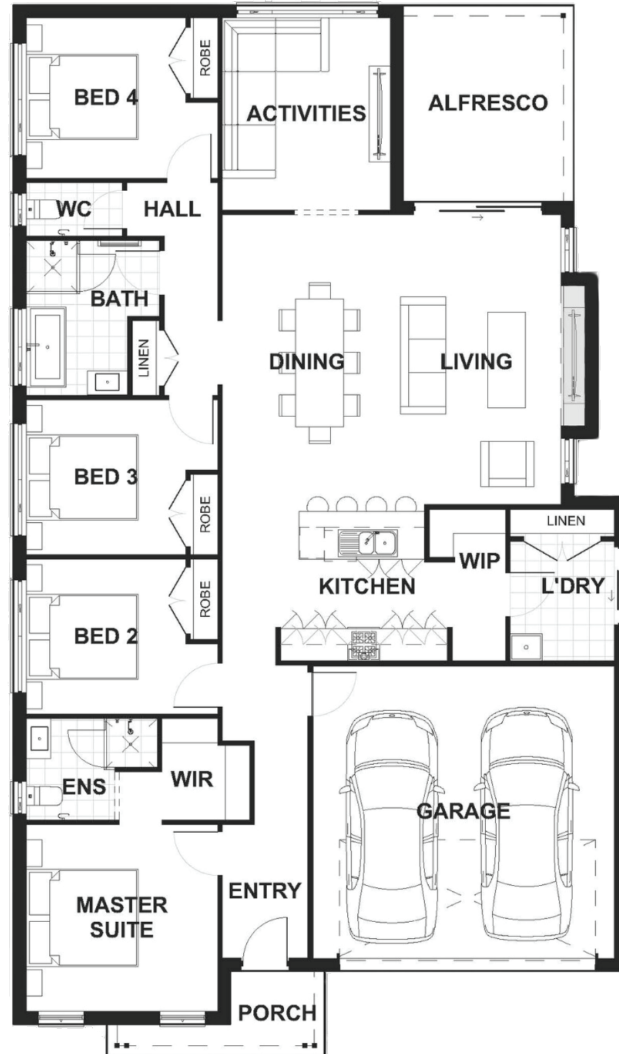 BED 4
ROBE
ACTIVITIES
ALFRESCO
WC
HALL
BATH
LINEN
DINING
LIVING
BED 3
ROBE
LINEN
KITCHEN
WIP
L'DRY
BED 2
ROBE
ENS
WIR
GARAGE
MASTER
SUITE
ENTRY
PORCH